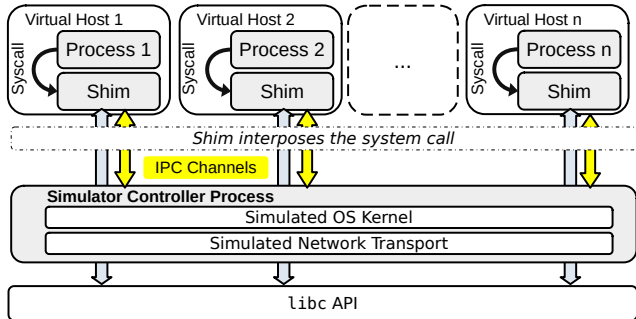 Virtual Host 1
Virtual Host 2
Virtual Host n
Syscall
Process 1
Shim
Syscall
Process 2
Shim
...
Syscall
Process n
Shim
Shim interposes the system call
IPC Channels
Simulator Controller Process
Simulated OS Kernel
Simulated Network Transport
libc API